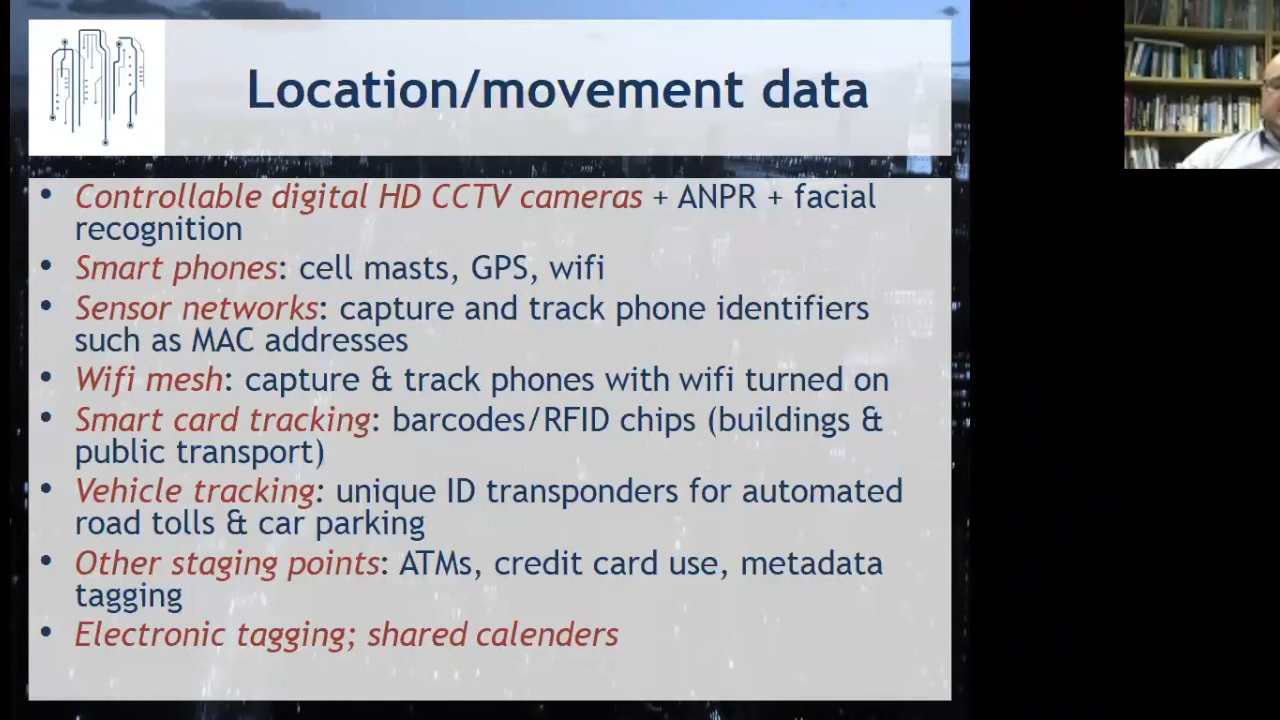 Location/movement data
• Controllable digital HD CCTV cameras + ANPR + facial
recognition
• Smart phones: cell masts, GPS, wifi
• Sensor networks: capture and track phone identifiers
such as MAC addresses
• Wifi mesh: capture & track phones with wifi turned on
• Smart card tracking: barcodes/RFID chips (buildings &
public transport)
• Vehicle tracking: unique ID transponders for automated
road tolls & car parking
• Other staging points: ATMs, credit card use, metadata
tagging
• Electronic tagging; shared calenders